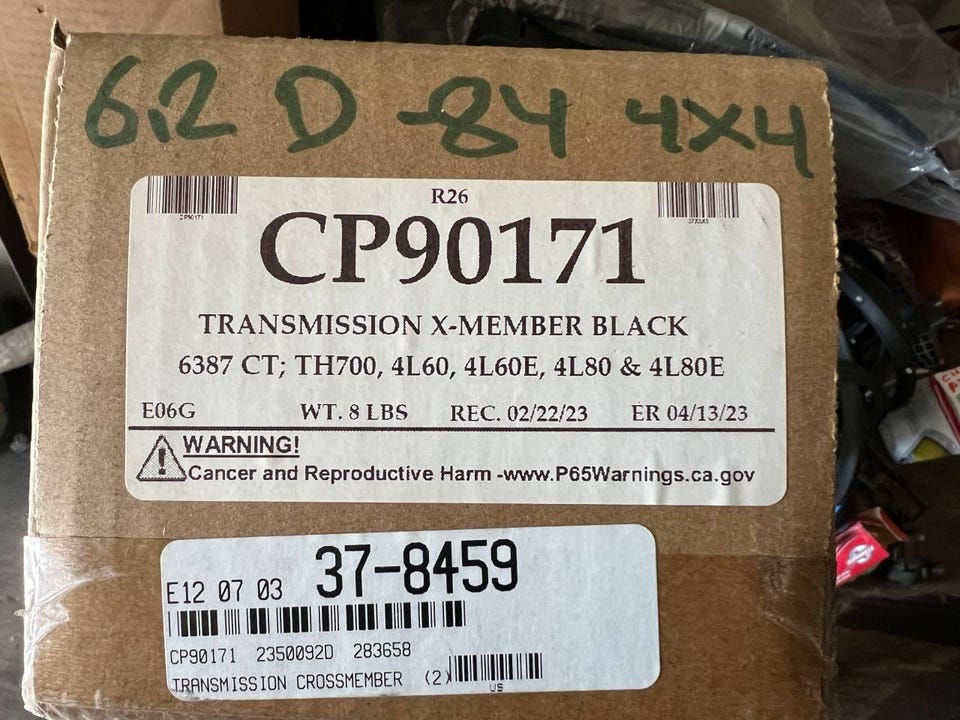 6.2 D -84 4X4
R26
CP90171
CP90171
TRANSMISSION X-MEMBER BLACK
6387 CT; TH700, 4L60, 4L60E, 4L80 & 4L80E
E06G WT. 8 LBS REC. 02/22/23 ER 04/13/23
WARNING!
Cancer and Reproductive Harm -www.P65Warnings.ca.gov
E12 07 03 37-8459
CP90171 2350092D 283658
TRANSMISSION CROSSMEMBER (2)
US